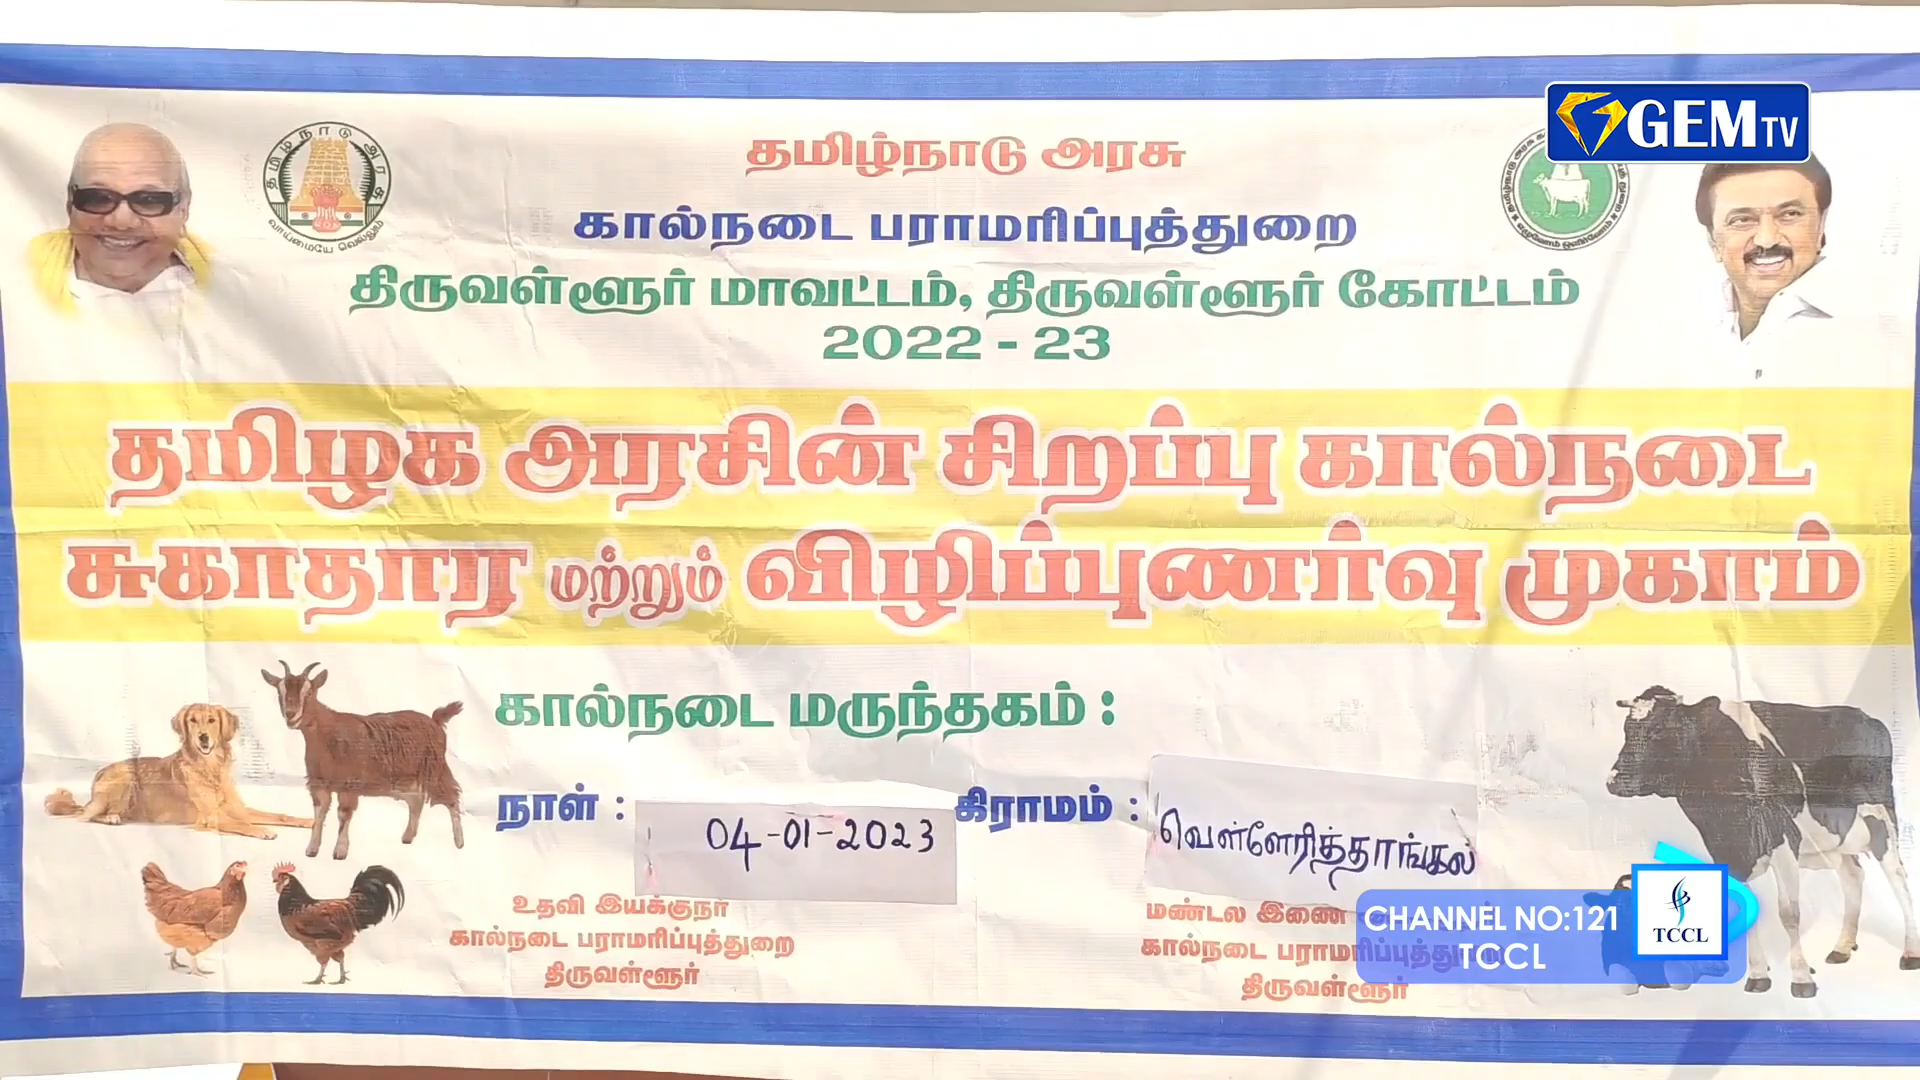 GEM TV
தமிழ்நாடு அரசு
தமிழ்நாடு அரசு
வாய்மையே வெல்லும்
கால்நடை பராமரிப்புத்துறை
திருவள்ளூர் மாவட்டம், திருவள்ளூர் கோட்டம்
2022 - 23
தமிழக அரசின் சிறப்பு கால்நடை
சுகாதார மற்றும் விழிப்புணர்வு முகாம்
கால்நடை மருந்தகம் :
நாள் : 04-01-2023 கிராமம் : வெள்ளேரித்தாங்கல்
உதவி இயக்குநர்
கால்நடை பராமரிப்புத்துறை
திருவள்ளூர்
மண்டல இணை
கால்நடை பராமரிப்புத்துறை
திருவள்ளூர்
CHANNEL NO:121
TCCL
TCCL